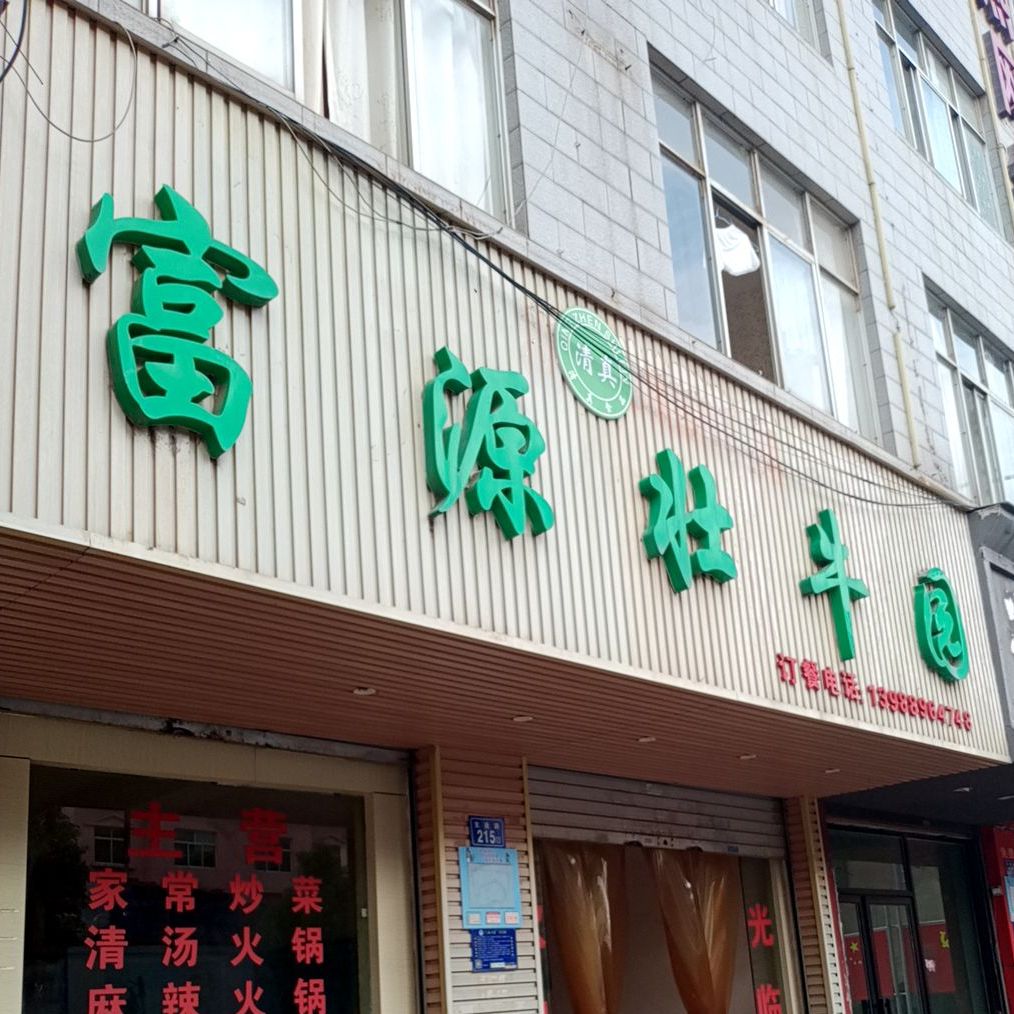 富源壮牛园
清真
订餐电话: 13988964748
主营
家常炒菜
清汤火锅
麻辣火锅
215
光临